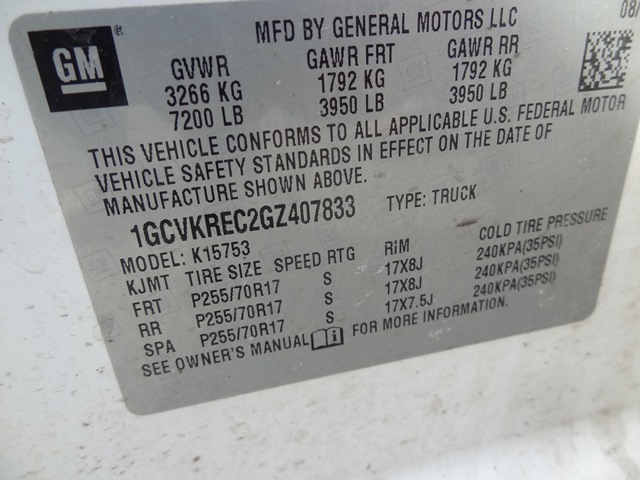 GM
MFD BY GENERAL MOTORS LLC
08/
GVWR GAWR FRT GAWR RR
3266 KG 1792 KG 1792 KG
7200 LB 3950 LB 3950 LB
THIS VEHICLE CONFORMS TO ALL APPLICABLE U.S. FEDERAL MOTOR
VEHICLE SAFETY STANDARDS IN EFFECT ON THE DATE OF
MANUFACTURE SHOWN ABOVE.
1GCVKREC2GZ407833 TYPE: TRUCK
MODEL: K15753
KJMT TIRE SIZE SPEED RTG RIM COLD TIRE PRESSURE
FRT P255/70R17 S 17X8J 240KPA(35PSI)
RR P255/70R17 S 17X8J 240KPA(35PSI)
SPA P255/70R17 S 17X7.5J 240KPA(35PSI)
SEE OWNER'S MANUAL FOR MORE INFORMATION.